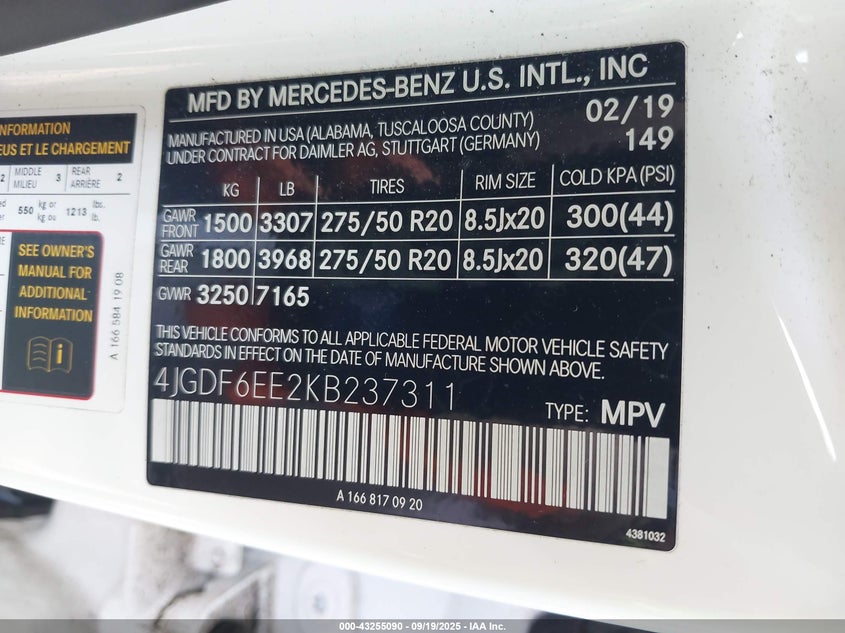 NFORMATION
EUS ET LE CHARGEMENT
2 MIDDLE MILIEU 3 REAR ARRIÈRE 2
550 kg or kg ou 1213 lbs. lb.
SEE OWNER'S
MANUAL FOR
ADDITIONAL
INFORMATION
A 166 584 19 08
MFD BY MERCEDES-BENZ U.S. INTL., INC
MANUFACTURED IN USA (ALABAMA, TUSCALOOSA COUNTY) 02/19
UNDER CONTRACT FOR DAIMLER AG, STUTTGART (GERMANY) 149
KG LB TIRES RIM SIZE COLD KPA (PSI)
GAWR FRONT 1500 3307 275/50 R20 8.5Jx20 300(44)
GAWR REAR 1800 3968 275/50 R20 8.5Jx20 320(47)
GVWR 3250 7165
THIS VEHICLE CONFORMS TO ALL APPLICABLE FEDERAL MOTOR VEHICLE SAFETY
STANDARDS IN EFFECT ON THE DATE OF MANUFACTURE SHOWN ABOVE.
4JGDF6EE2KB237311
TYPE: MPV
A 166 817 09 20
4381032
000-43255090 - 09/19/2025 - IAA Inc.